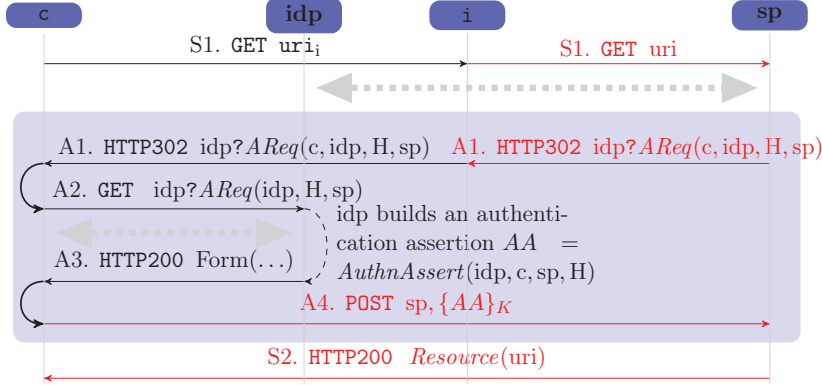 c idp i sp
S1. GET uri_i S1. GET uri
A1. HTTP302 idp?AReq(c, idp, H, sp) A1. HTTP302 idp?AReq(c, idp, H, sp)
A2. GET idp?AReq(idp, H, sp)
idp builds an authenti-
cation assertion AA =
AuthnAssert(idp, c, sp, H)
A3. HTTP200 Form(...)
A4. POST sp, {AA}_K
S2. HTTP200 Resource(uri)